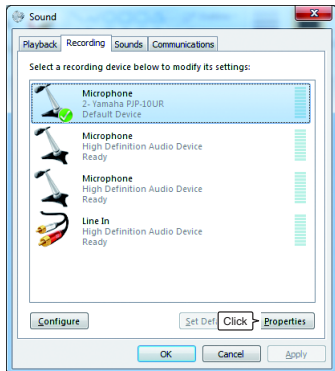 Sound
Playback Recording Sounds Communications
Select a recording device below to modify its settings:
Microphone
2- Yamaha PJP-10UR
Default Device
Microphone
High Definition Audio Device
Ready
Microphone
High Definition Audio Device
Ready
Line In
High Definition Audio Device
Ready
Configure Set Def Click Properties
OK Cancel Apply